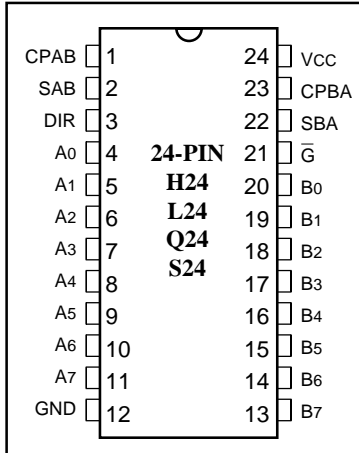 CPAB 1 24 VCC
SAB 2 23 CPBA
DIR 3 22 SBA
A0 4 24-PIN 21 G̅
A1 5 H24 20 B0
A2 6 L24 19 B1
A3 7 Q24 18 B2
A4 8 S24 17 B3
A5 9 16 B4
A6 10 15 B5
A7 11 14 B6
GND 12 13 B7